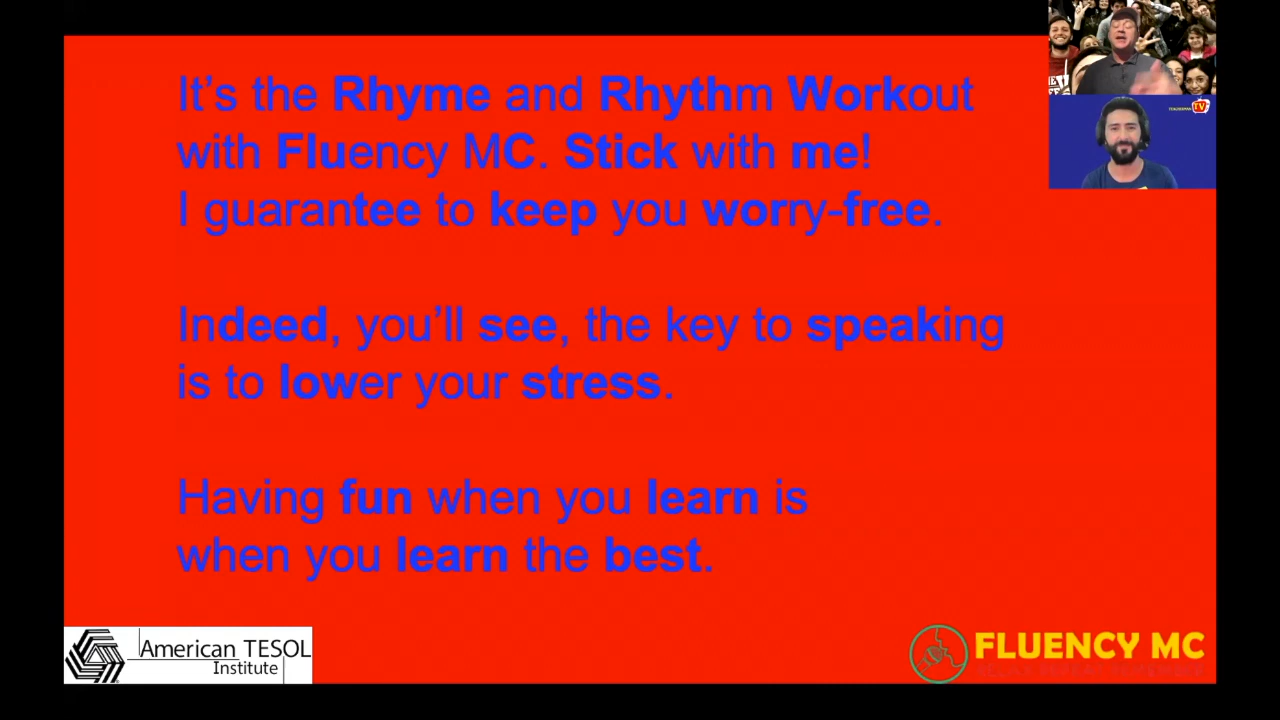 It's the Rhyme and Rhythm Workout
with Fluency MC. Stick with me!
I guarantee to keep you worry-free.
Indeed, you'll see, the key to speaking
is to lower your stress.
Having fun when you learn is
when you learn the best.
American TESOL
Institute
FLUENCY MC
TV